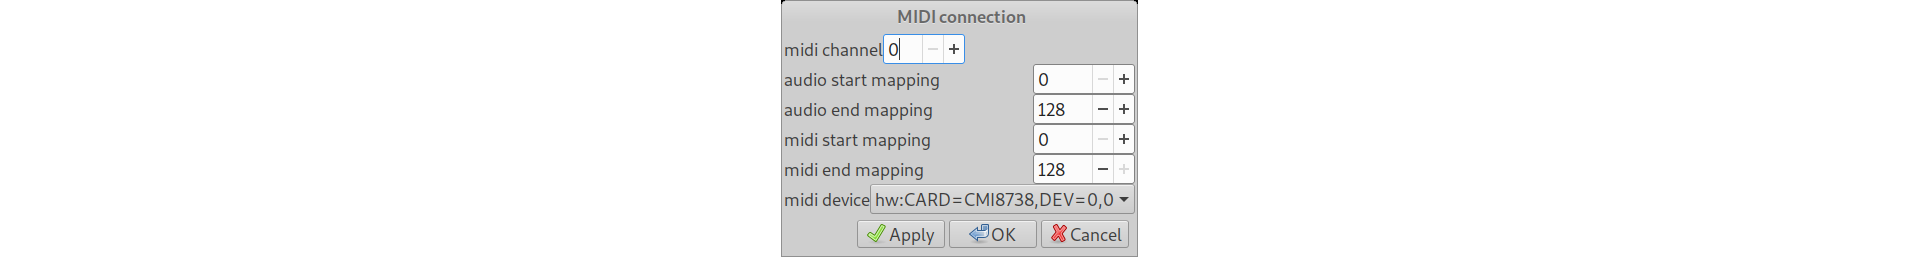 MIDI connection
midi channel 0 − +
audio start mapping 0 − +
audio end mapping 128 − +
midi start mapping 0 − +
midi end mapping 128 − +
midi device hw:CARD=CMI8738,DEV=0,0
Apply OK Cancel